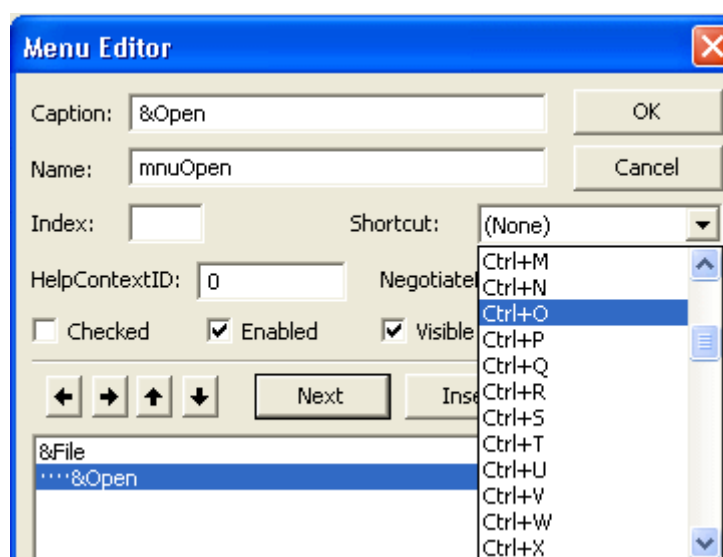 Menu Editor
Caption: &Open OK
Name: mnuOpen Cancel
Index: Shortcut: (None)
HelpContextID: 0
Checked Enabled Visible
Next
&File
····&Open
Ctrl+M
Ctrl+N
Ctrl+O
Ctrl+P
Ctrl+Q
Ctrl+R
Ctrl+S
Ctrl+T
Ctrl+U
Ctrl+V
Ctrl+W
Ctrl+X